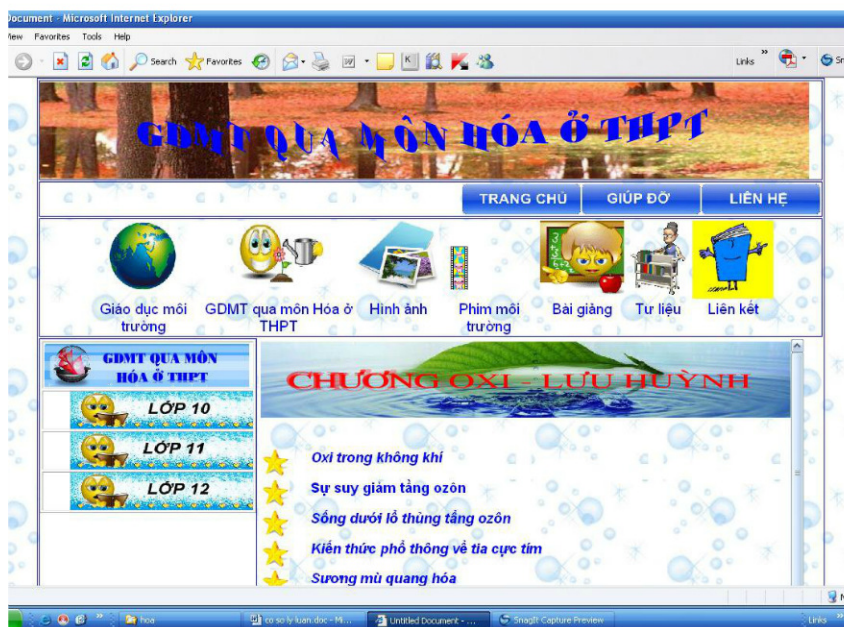 Document - Microsoft Internet Explorer
View Favorites Tools Help
Search Favorites Links
GDMT QUA MÔN HÓA Ở THPT
TRANG CHỦ GIÚP ĐỠ LIÊN HỆ
Giáo dục môi trường
GDMT qua môn Hóa ở THPT
Hình ảnh
Phim môi trường
Bài giảng
Tư liệu
Liên kết
GDMT QUA MÔN
HÓA Ở THPT
LỚP 10
LỚP 11
LỚP 12
CHƯƠNG OXI - LƯU HUỲNH
Oxi trong không khí
Sự suy giảm tầng ozôn
Sống dưới lổ thủng tầng ozôn
Kiến thức phổ thông về tia cực tím
Sương mù quang hóa
hoa co so ly luan.doc - Mi... Untitled Document - ... SnagIt Capture Preview Links